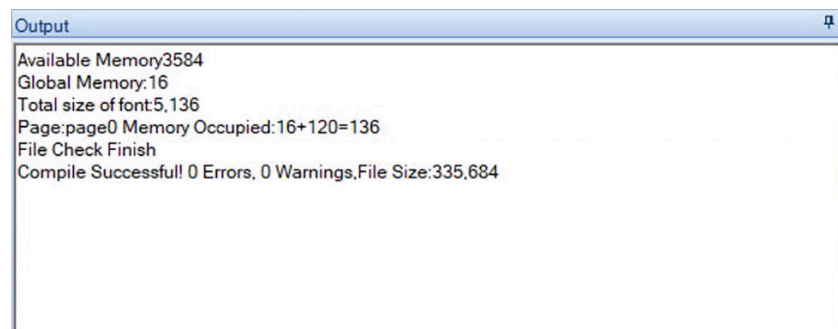 Output
Available Memory3584
Global Memory:16
Total size of font:5,136
Page:page0 Memory Occupied:16+120=136
File Check Finish
Compile Successful! 0 Errors, 0 Warnings,File Size:335,684